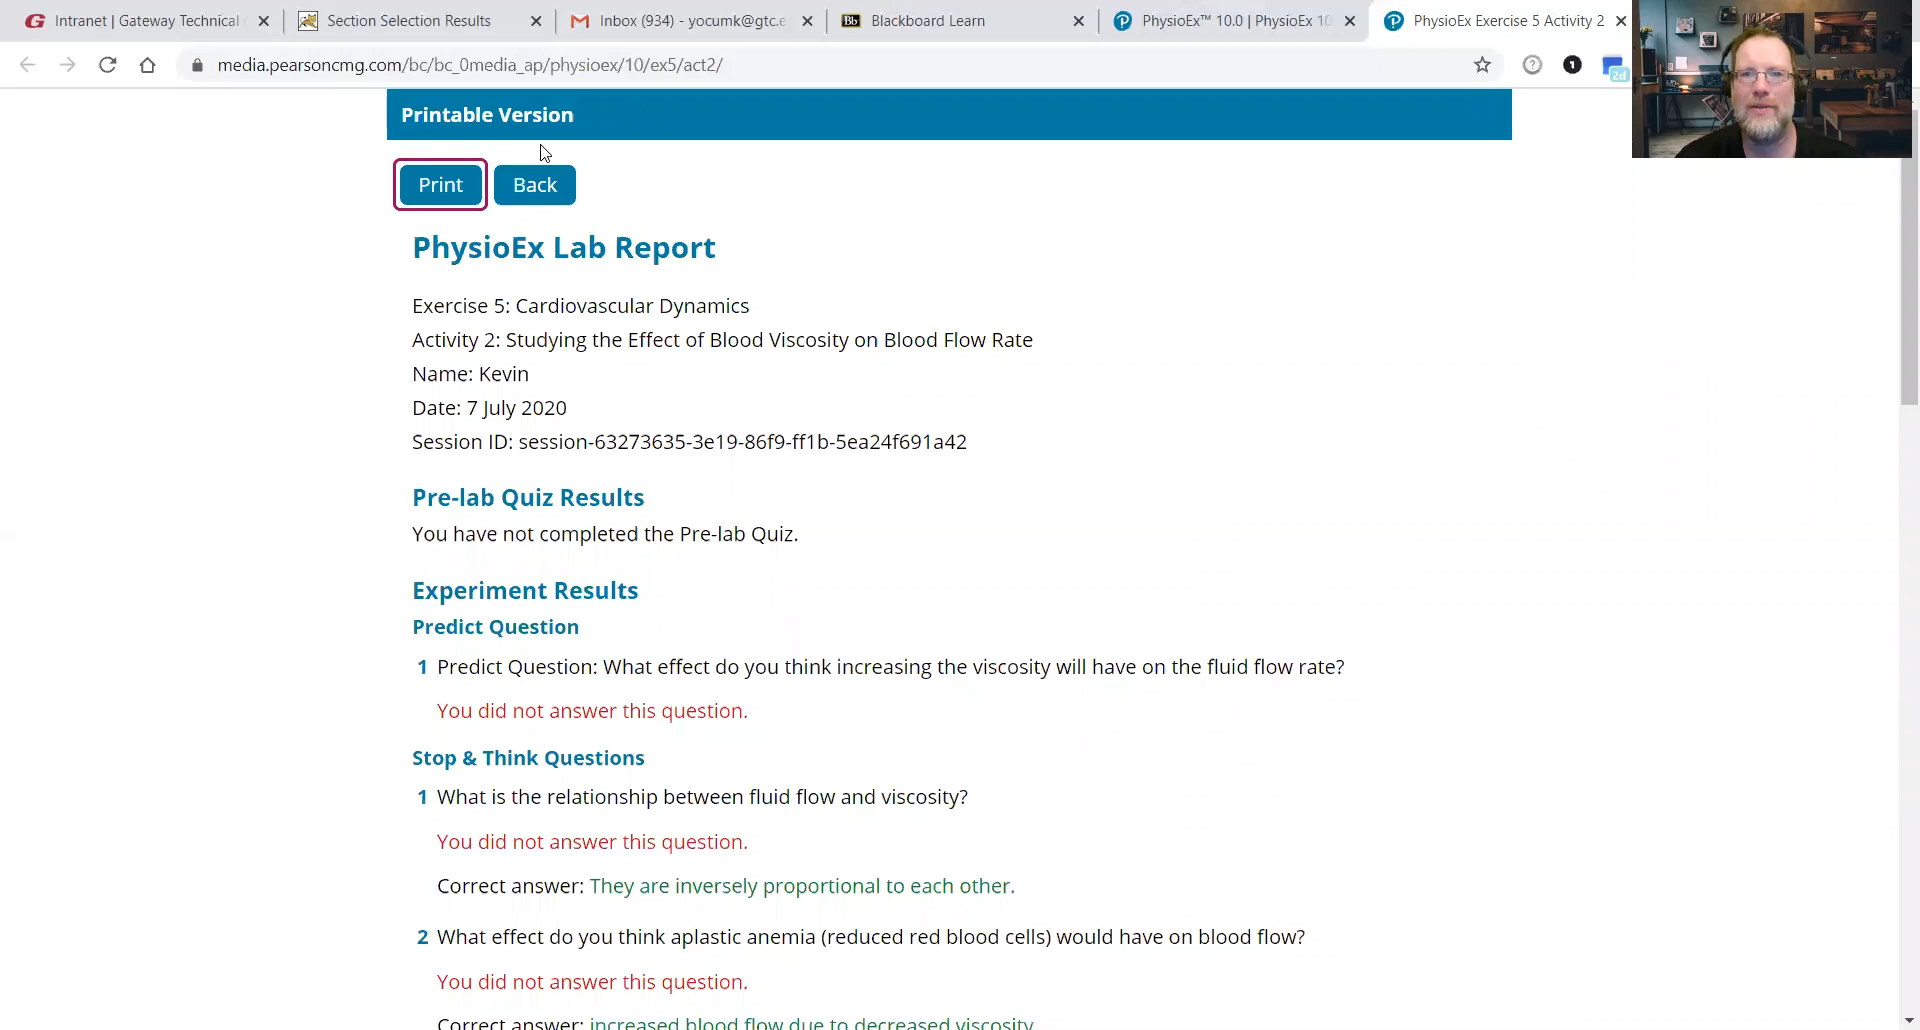 Intranet | Gateway Technical
Section Selection Results
Inbox (934) - yocumk@gtc.e
Blackboard Learn
PhysioEx™ 10.0 | PhysioEx 10
PhysioEx Exercise 5 Activity 2
media.pearsoncmg.com/bc/bc_0media_ap/physioex/10/ex5/act2/
2d
Printable Version
Print
Back
PhysioEx Lab Report
Exercise 5: Cardiovascular Dynamics
Activity 2: Studying the Effect of Blood Viscosity on Blood Flow Rate
Name: Kevin
Date: 7 July 2020
Session ID: session-63273635-3e19-86f9-ff1b-5ea24f691a42
Pre-lab Quiz Results
You have not completed the Pre-lab Quiz.
Experiment Results
Predict Question
1 Predict Question: What effect do you think increasing the viscosity will have on the fluid flow rate?
You did not answer this question.
Stop & Think Questions
1 What is the relationship between fluid flow and viscosity?
You did not answer this question.
Correct answer: They are inversely proportional to each other.
2 What effect do you think aplastic anemia (reduced red blood cells) would have on blood flow?
You did not answer this question.
Correct answer: increased blood flow due to decreased viscosity